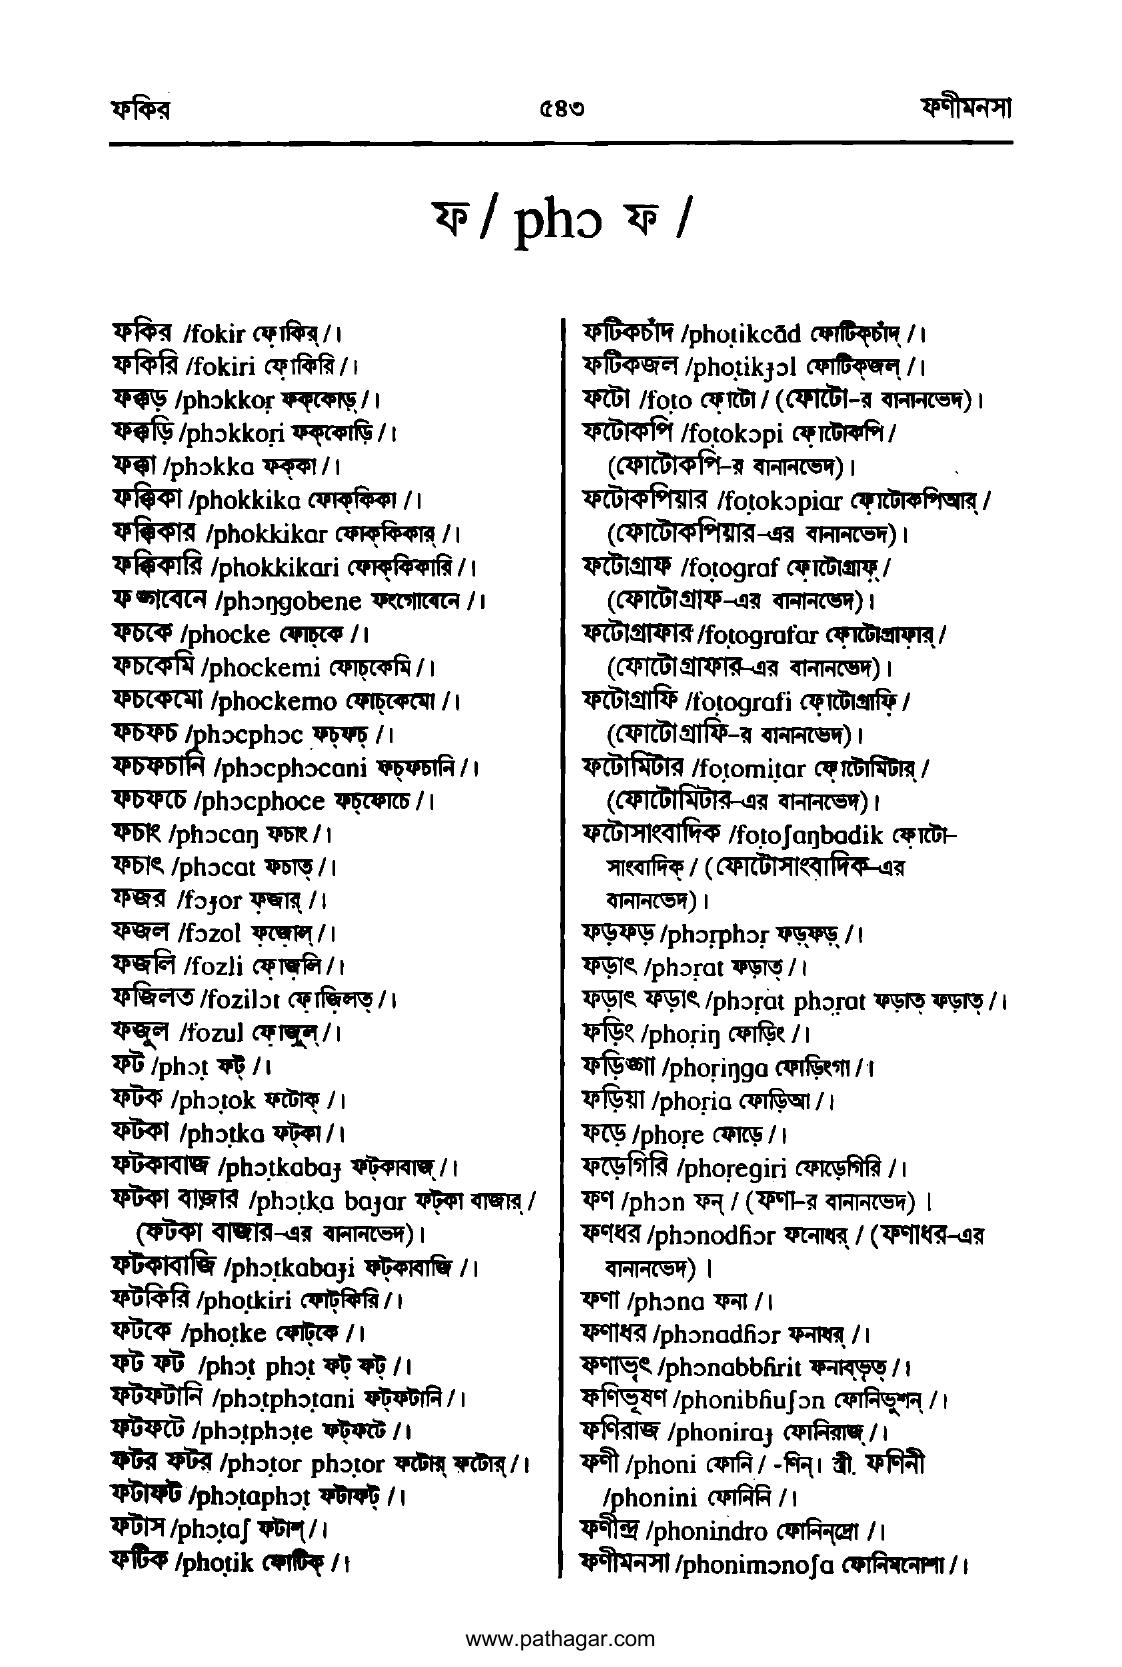 ফকির ৫৪৩ ফণীমনসা
ফ / phɔ ফ /
ফকির /fokir ফ়োকির্ /।
ফকিরি /fokiri ফ়োকিরি /।
ফক্কড় /phɔkkoṛ ফক্‌কোড়্ /।
ফক্কড়ি /phɔkkoṛi ফক্‌কোড়ি /।
ফক্কা /phɔkka ফক্‌কা /।
ফক্কিকা /phokkika ফোক্‌কিকা /।
ফক্কিকার /phokkikar ফোক্‌কিকার্ /।
ফক্কিকারি /phokkikari ফোক্‌কিকারি /।
ফঙ্গবেনে /phɔŋgobene ফংগোবেনে /।
ফচকে /phocke ফোচ্‌কে /।
ফচকেমি /phockemi ফোচ্‌কেমি /।
ফচকেমো /phockemo ফোচ্‌কেমো /।
ফচফচ /phɔcphɔc ফচ্‌ফচ্ /।
ফচফচানি /phɔcphɔcani ফচ্‌ফচানি /।
ফচফচে /phɔcphoce ফচ্‌ফোচে /।
ফচাং /phɔcaŋ ফচাং /।
ফচাৎ /phɔcat ফচাত্ /।
ফজর /fɔɟor ফ়জোর্ /।
ফজল /fɔzol ফ়জ়োল্ /।
ফজলি /fozli ফ়োজ়্‌লি /।
ফজিলত /fozilɔt ফ়োজ়িলত্ /।
ফজুল /fozul ফ়োজ়ুল্ /।
ফট /phɔṭ ফট্ /।
ফটক /phɔṭok ফটোক্ /।
ফটকা /phɔṭka ফট্‌কা /।
ফটকাবাজ /phɔṭkabaɟ ফট্‌কাবাজ্ /।
ফটকা বাজার /phɔṭka baɟar ফট্‌কা বাজার্ /
(ফটকা বাজার–এর বানানভেদ)।
ফটকাবাজি /phɔṭkabaɟi ফট্‌কাবাজি /।
ফটকিরি /phoṭkiri ফোট্‌কিরি /।
ফটকে /phoṭke ফোট্‌কে /।
ফট ফট /phɔṭ phɔṭ ফট্ ফট্ /।
ফটফটানি /phɔṭphɔṭani ফট্‌ফটানি /।
ফটফটে /phɔṭphɔṭe ফট্‌ফটে /।
ফটর ফটর /phɔṭor phɔṭor ফটোর্ ফটোর্ /।
ফটাফট /phɔṭaphɔṭ ফটাফট্ /।
ফটাস /phɔṭaʃ ফটাশ্ /।
ফটিক /phoṭik ফোটিক্ /।
ফটিকচাঁদ /phoṭikcãd ফোটিক্‌চাঁদ্ /।
ফটিকজল /phoṭikɟɔl ফোটিক্‌জল্ /।
ফটো /foṭo ফ়োটো / (ফোটো–র বানানভেদ)।
ফটোকপি /foṭokɔpi ফ়োটোকপি /
(ফোটোকপি–র বানানভেদ)।
ফটোকপিয়ার /foṭokɔpiar ফ়োটোকপিআর্ /
(ফোটোকপিয়ার–এর বানানভেদ)।
ফটোগ্রাফ /foṭograf ফ়োটোগ্রাফ়্ /
(ফোটোগ্রাফ–এর বানানভেদ)।
ফটোগ্রাফার /foṭografar ফ়োটোগ্রাফ়ার্ /
(ফোটোগ্রাফার–এর বানানভেদ)।
ফটোগ্রাফি /foṭografi ফ়োটোগ্রাফ়ি /
(ফোটোগ্রাফি–র বানানভেদ)।
ফটোমিটার /foṭomiṭar ফ়োটোমিটার্ /
(ফোটোমিটার–এর বানানভেদ)।
ফটোসাংবাদিক /foṭoʃaŋbadik ফ়োটো–
সাংবাদিক্ / (ফোটোসাংবাদিক–এর
বানানভেদ)।
ফড়ফড় /phɔṛphɔṛ ফড়্‌ফড়্ /।
ফড়াৎ /phɔṛat ফড়াত্ /।
ফড়াৎ ফড়াৎ /phɔṛat phɔṛat ফড়াত্ ফড়াত্ /।
ফড়িং /phoṛiŋ ফোড়িং /।
ফড়িঙ্গা /phoṛiŋga ফোড়িংগা /।
ফড়িয়া /phoṛia ফোড়িআ /।
ফড়ে /phoṛe ফোড়ে /।
ফড়েগিরি /phoṛegiri ফোড়েগিরি /।
ফণ /phɔn ফন্ / (ফণা–র বানানভেদ) ।
ফণধর /phɔnodɦɔr ফনোধর্ / (ফণাধর–এর
বানানভেদ) ।
ফণা /phɔna ফনা /।
ফণাধর /phɔnadɦɔr ফনাধর্ /।
ফণাভৃৎ /phɔnabbɦrit ফনাব্‌ভৃত্ /।
ফণিভূষণ /phonibɦuʃɔn ফোনিভুশন্ /।
ফণিরাজ /phoniraɟ ফোনিরাজ্ /।
ফণী /phoni ফোনি / -ণিন্। স্ত্রী. ফণিনী
/phonini ফোনিনি /।
ফণীন্দ্র /phonindro ফোনিন্‌দ্রো /।
ফণীমনসা /phonimɔnoʃa ফোনিমনোশা /।
www.pathagar.com